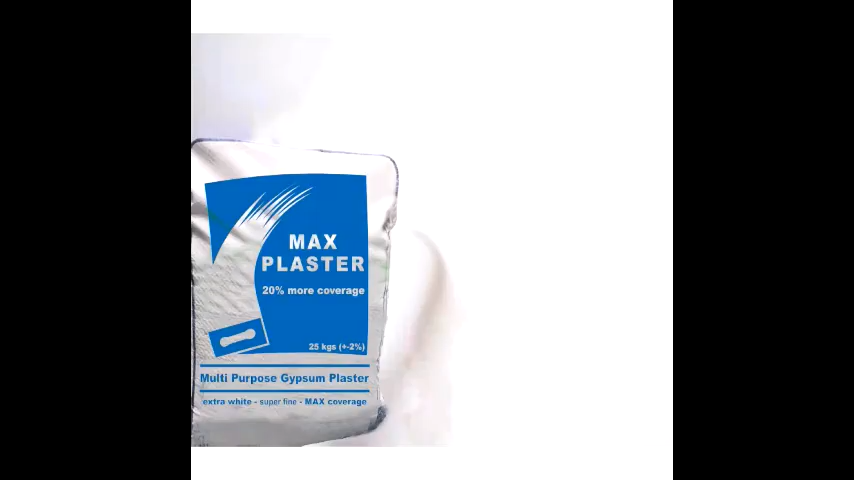 MAX
PLASTER
20% more coverage
25 kgs (+-2%)
Multi Purpose Gypsum Plaster
extra white - super fine - MAX coverage